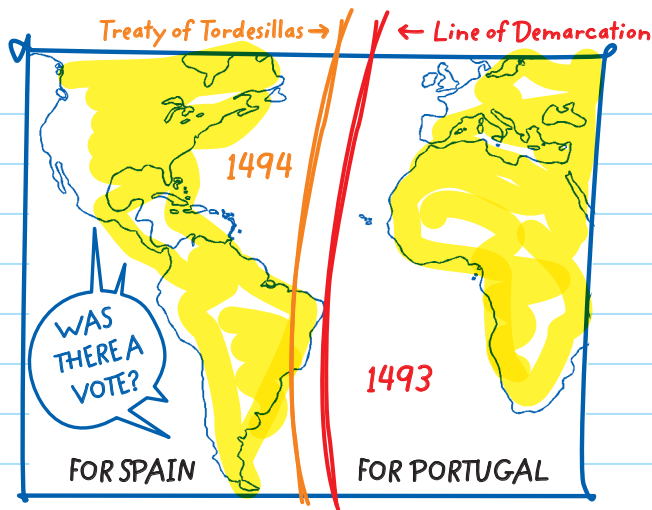 Treaty of Tordesillas →
← Line of Demarcation
1494
WAS
THERE A
VOTE?
1493
FOR SPAIN
FOR PORTUGAL